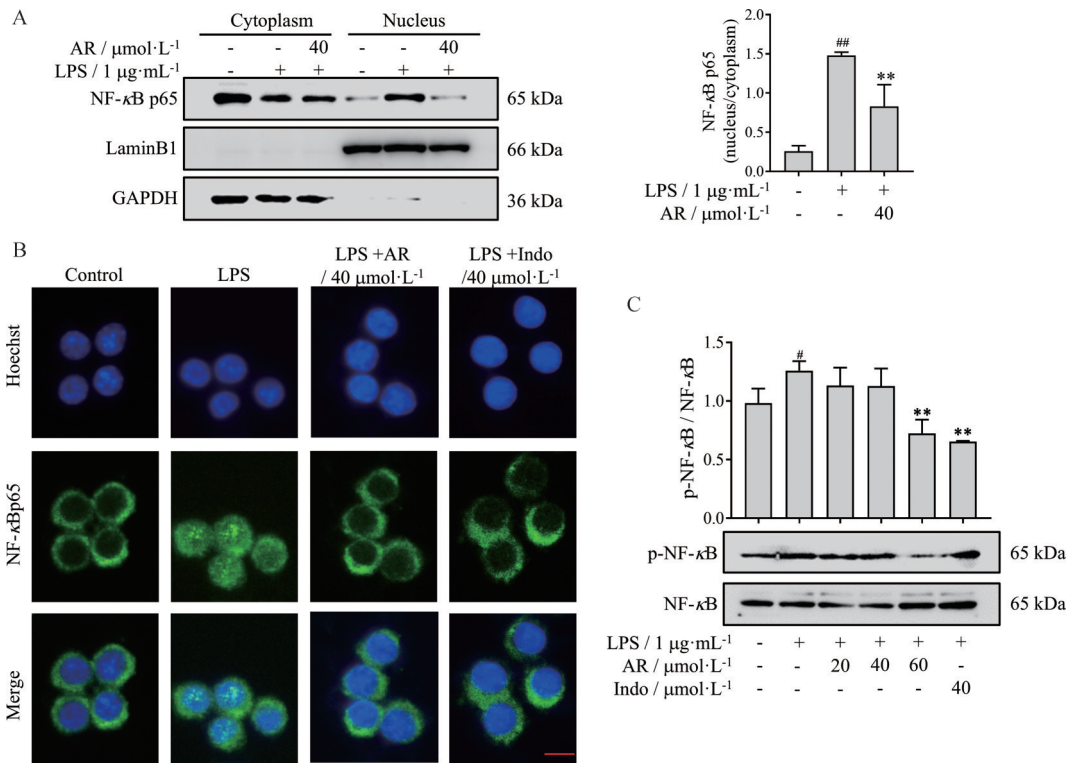 A
Cytoplasm Nucleus
AR / μmol·L⁻¹ - - 40 - - 40
LPS / 1 μg·mL⁻¹ - + + - + +
NF-κB p65 65 kDa
LaminB1 66 kDa
GAPDH 36 kDa
NF-κB p65
(nucleus/cytoplasm)
2.0
1.5
1.0
0.5
0.0
##
**
LPS / 1 μg·mL⁻¹ - + +
AR / μmol·L⁻¹ - - 40
B
Control
LPS
LPS +AR
/ 40 μmol·L⁻¹
LPS +Indo
/40 μmol·L⁻¹
Hoechst
NF-κBp65
Merge
C
p-NF-κB / NF-κB
1.5
1.0
0.5
0.0
#
**
**
p-NF-κB 65 kDa
NF-κB 65 kDa
LPS / 1 μg·mL⁻¹ - + + + + +
AR / μmol·L⁻¹ - - 20 40 60 -
Indo / μmol·L⁻¹ - - - - - 40